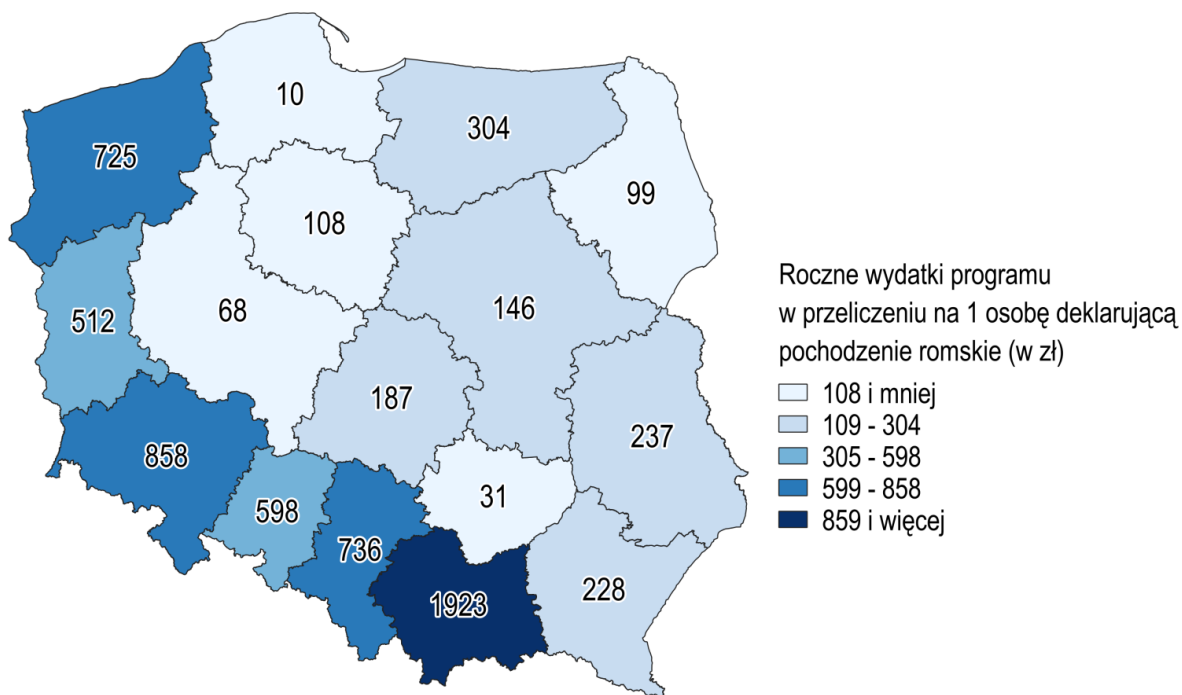 10
304
725
99
108
512
68
146
187
237
858
31
598
736
228
1923
Roczne wydatki programu
w przeliczeniu na 1 osobę deklarującą
pochodzenie romskie (w zł)
108 i mniej
109 - 304
305 - 598
599 - 858
859 i więcej